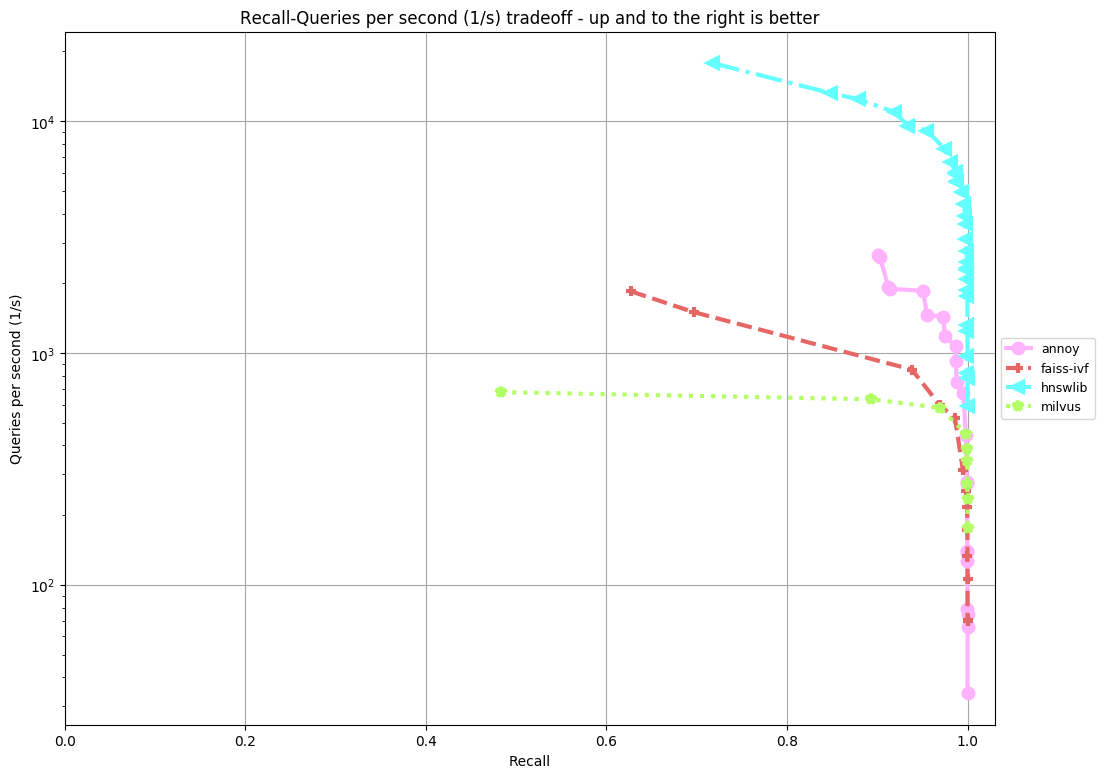 Recall-Queries per second (1/s) tradeoff - up and to the right is better
Queries per second (1/s)
10⁴
10³
10²
0.0 0.2 0.4 0.6 0.8 1.0
Recall
annoy
faiss-ivf
hnswlib
milvus